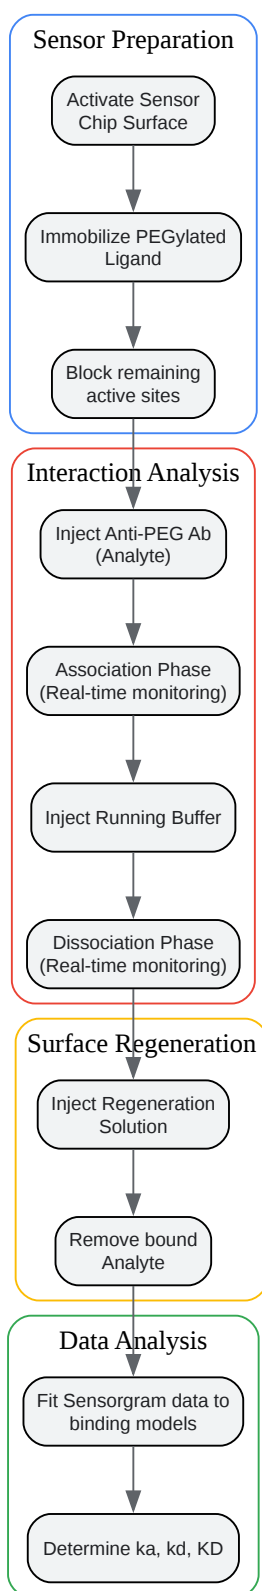 Sensor Preparation
Activate Sensor
Chip Surface
Immobilize PEGylated
Ligand
Block remaining
active sites
Interaction Analysis
Inject Anti-PEG Ab
(Analyte)
Association Phase
(Real-time monitoring)
Inject Running Buffer
Dissociation Phase
(Real-time monitoring)
Surface Regeneration
Inject Regeneration
Solution
Remove bound
Analyte
Data Analysis
Fit Sensorgram data to
binding models
Determine ka, kd, KD